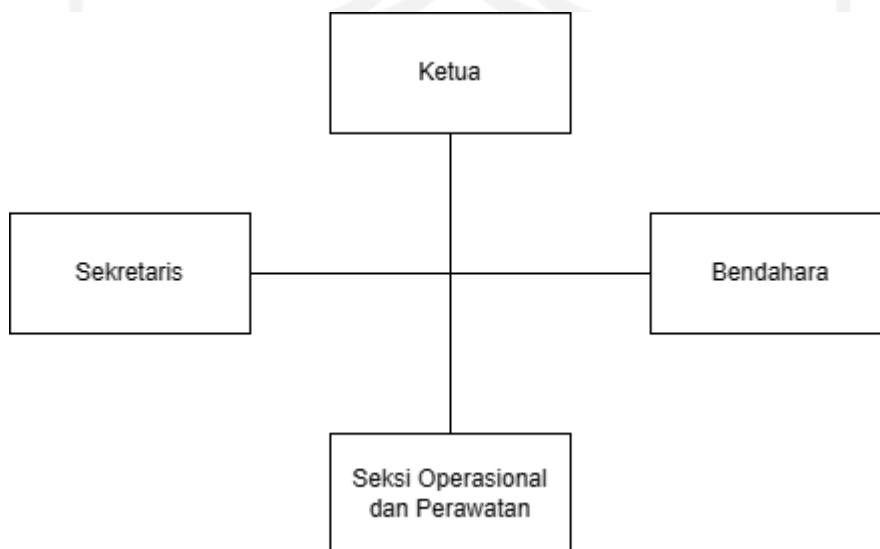 Ketua
Sekretaris
Bendahara
Seksi Operasional
dan Perawatan